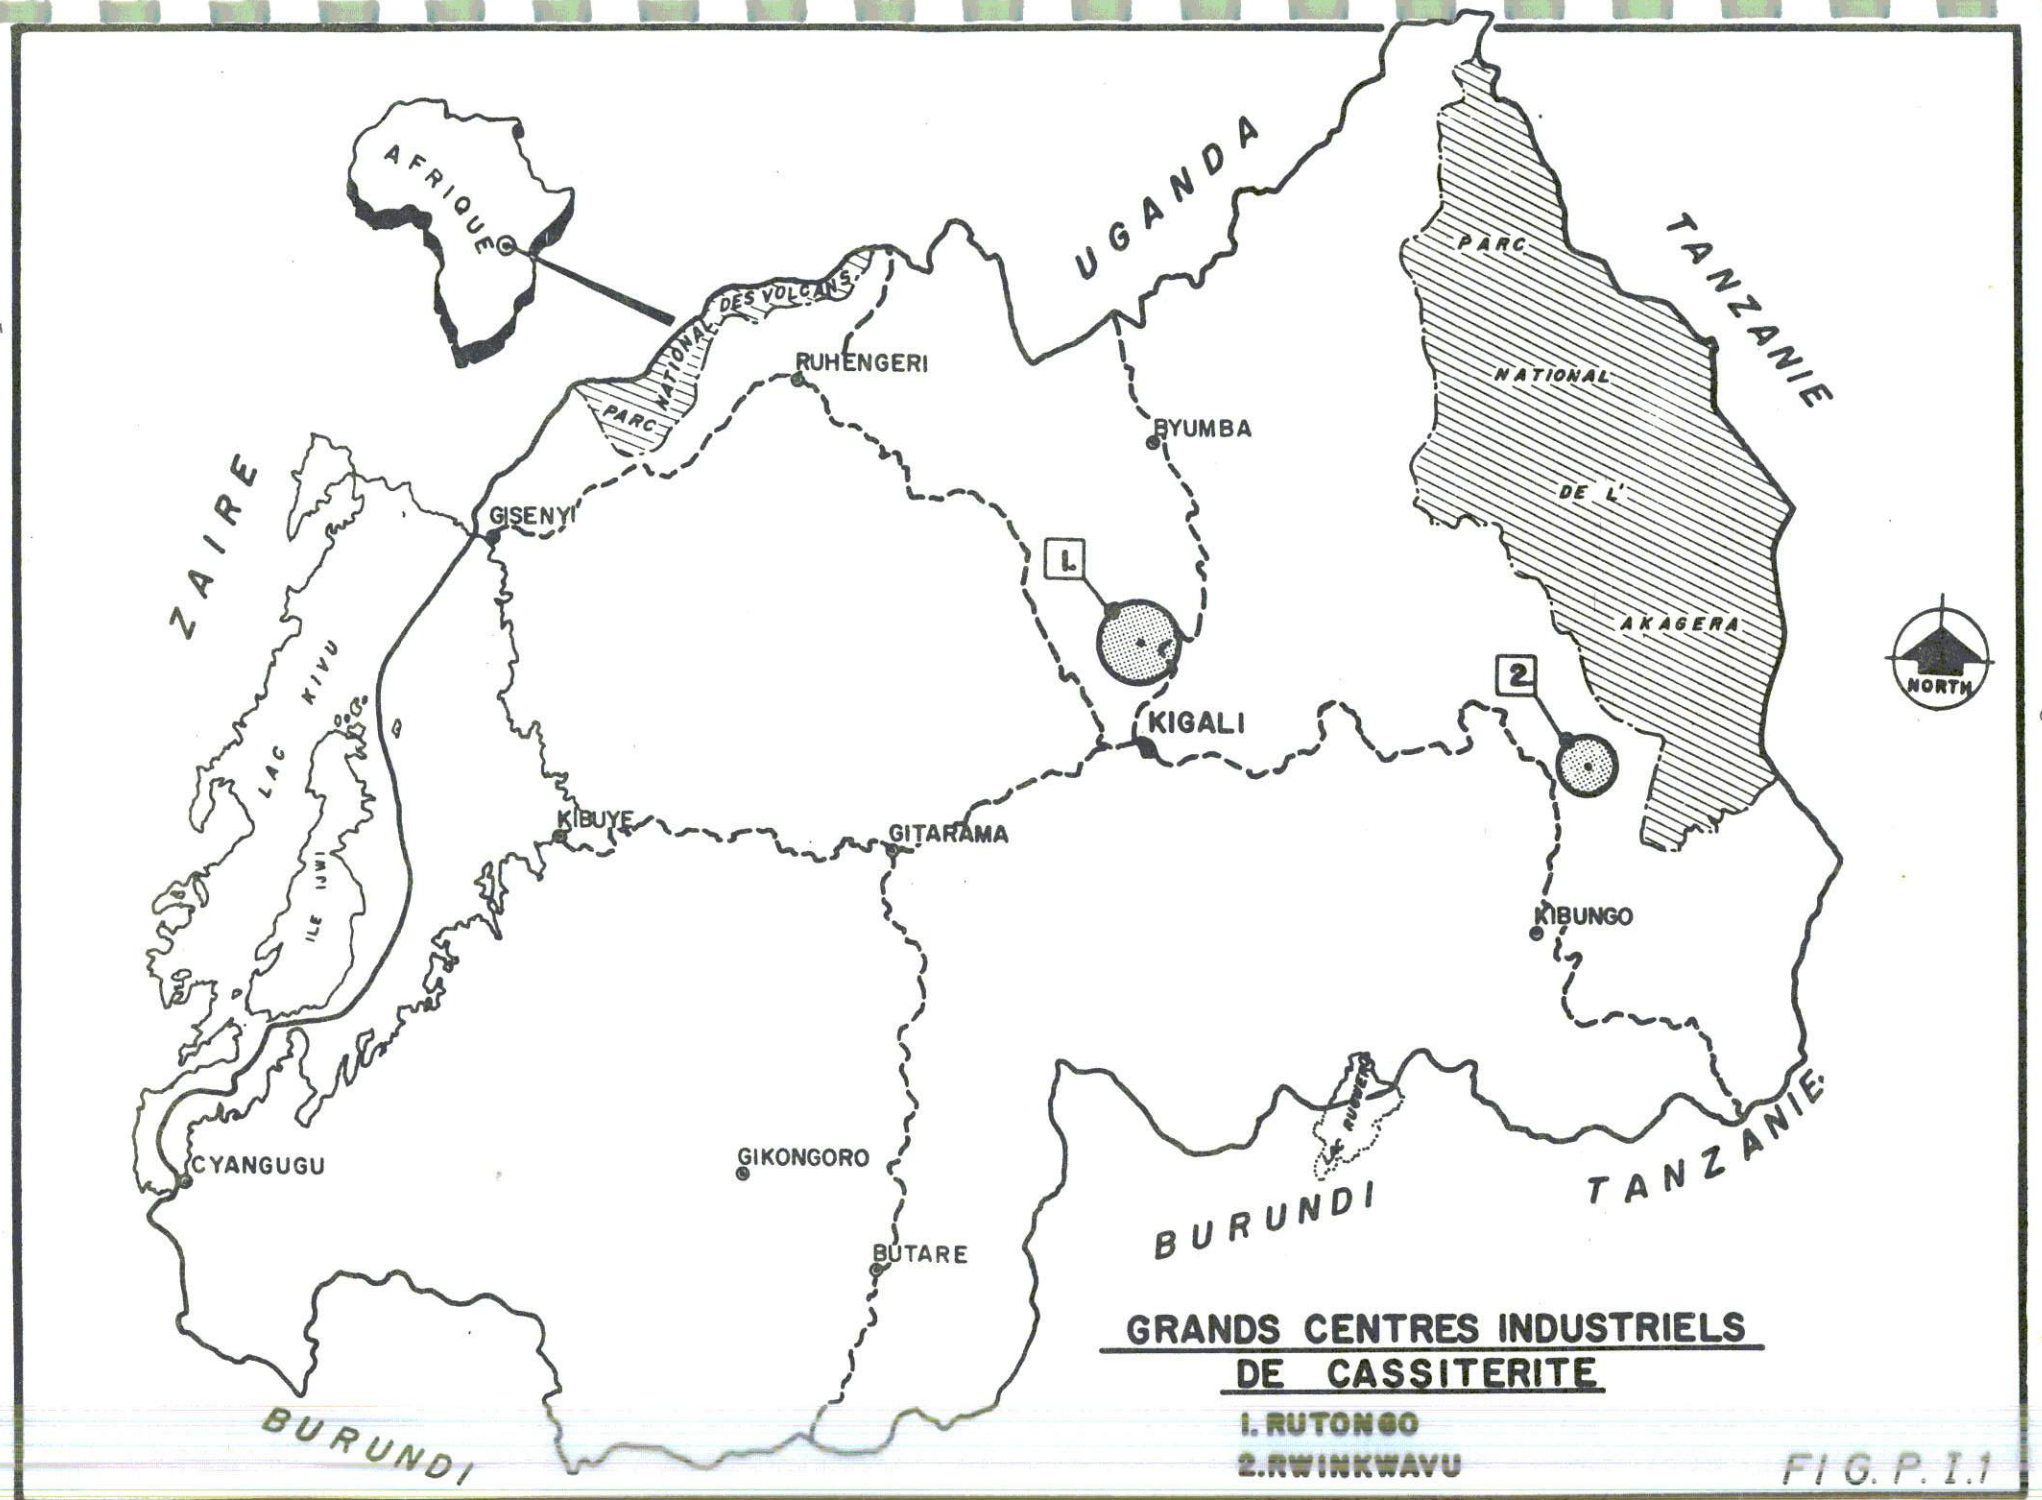 AFRIQUE
UGANDA
TANZANIE
PARC NATIONAL DES VOLCANS
RUHENGERI
PARC
NATIONAL
DE L'
AKAGERA
BYUMBA
ZAIRE
GISENYI
1.
2
NORTH
LAC KIVU
KIGALI
KIBUYE
GITARAMA
ILE IJWI
KIBUNGO
CYANGUGU
GIKONGORO
LAC RUGWERO
BUTARE
BURUNDI
TANZANIE.
GRANDS CENTRES INDUSTRIELS
DE CASSITERITE
1. RUTONGO
2. RWINKWAVU
BURUNDI
FIG. P. I.1